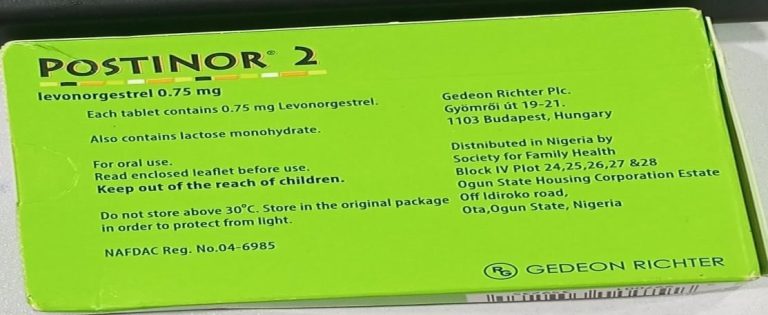 POSTINOR® 2
levonorgestrel 0.75 mg
Each tablet contains 0.75 mg Levonorgestrel.
Also contains lactose monohydrate.
For oral use.
Read enclosed leaflet before use.
Keep out of the reach of children.
Do not store above 30°C. Store in the original package
in order to protect from light.
NAFDAC Reg. No.04-6985
Gedeon Richter Plc.
Gyömrői út 19-21.
1103 Budapest, Hungary
Distributed in Nigeria by
Society for Family Health
Block IV Plot 24,25,26,27 &28
Ogun State Housing Corporation Estate
Off Idiroko road,
Ota,Ogun State, Nigeria
RG GEDEON RICHTER